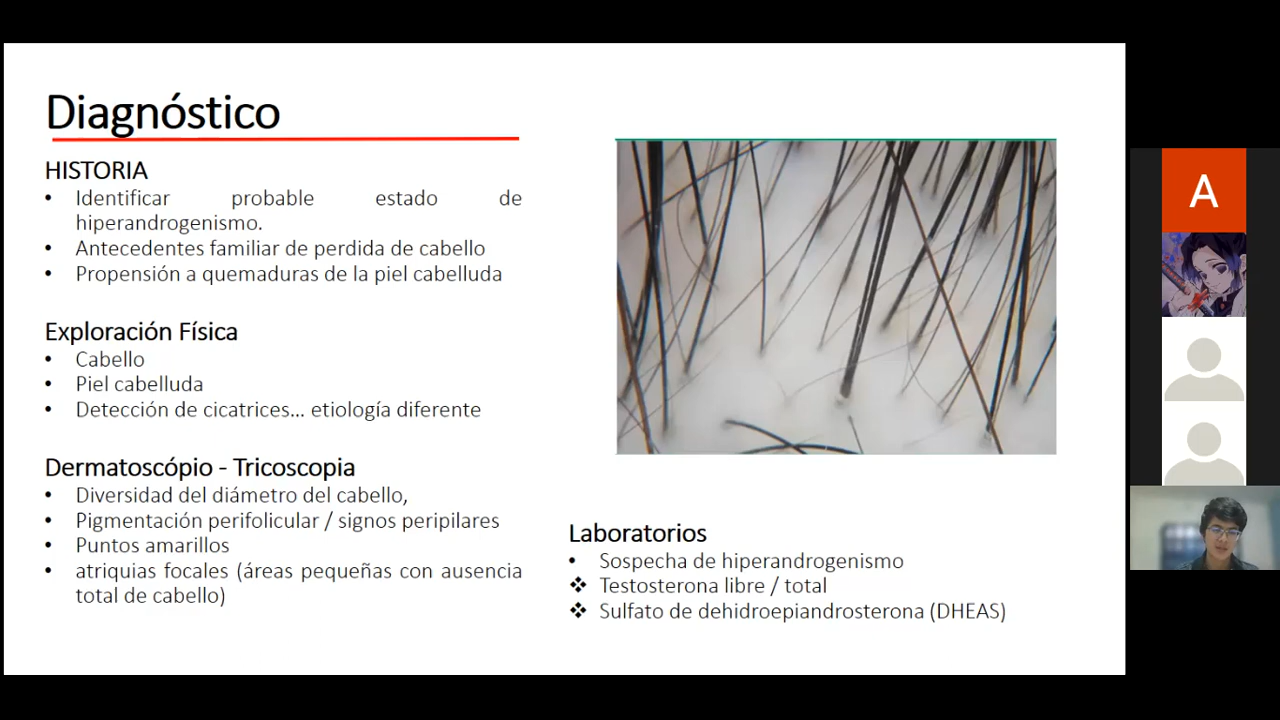 Diagnóstico
HISTORIA
• Identificar probable estado de
hiperandrogenismo.
• Antecedentes familiar de perdida de cabello
• Propensión a quemaduras de la piel cabelluda
Exploración Física
• Cabello
• Piel cabelluda
• Detección de cicatrices... etiología diferente
Dermatoscópio - Tricoscopia
• Diversidad del diámetro del cabello,
• Pigmentación perifolicular / signos peripilares
• Puntos amarillos
• atriquias focales (áreas pequeñas con ausencia
total de cabello)
Laboratorios
• Sospecha de hiperandrogenismo
❖ Testosterona libre / total
❖ Sulfato de dehidroepiandrosterona (DHEAS)
A